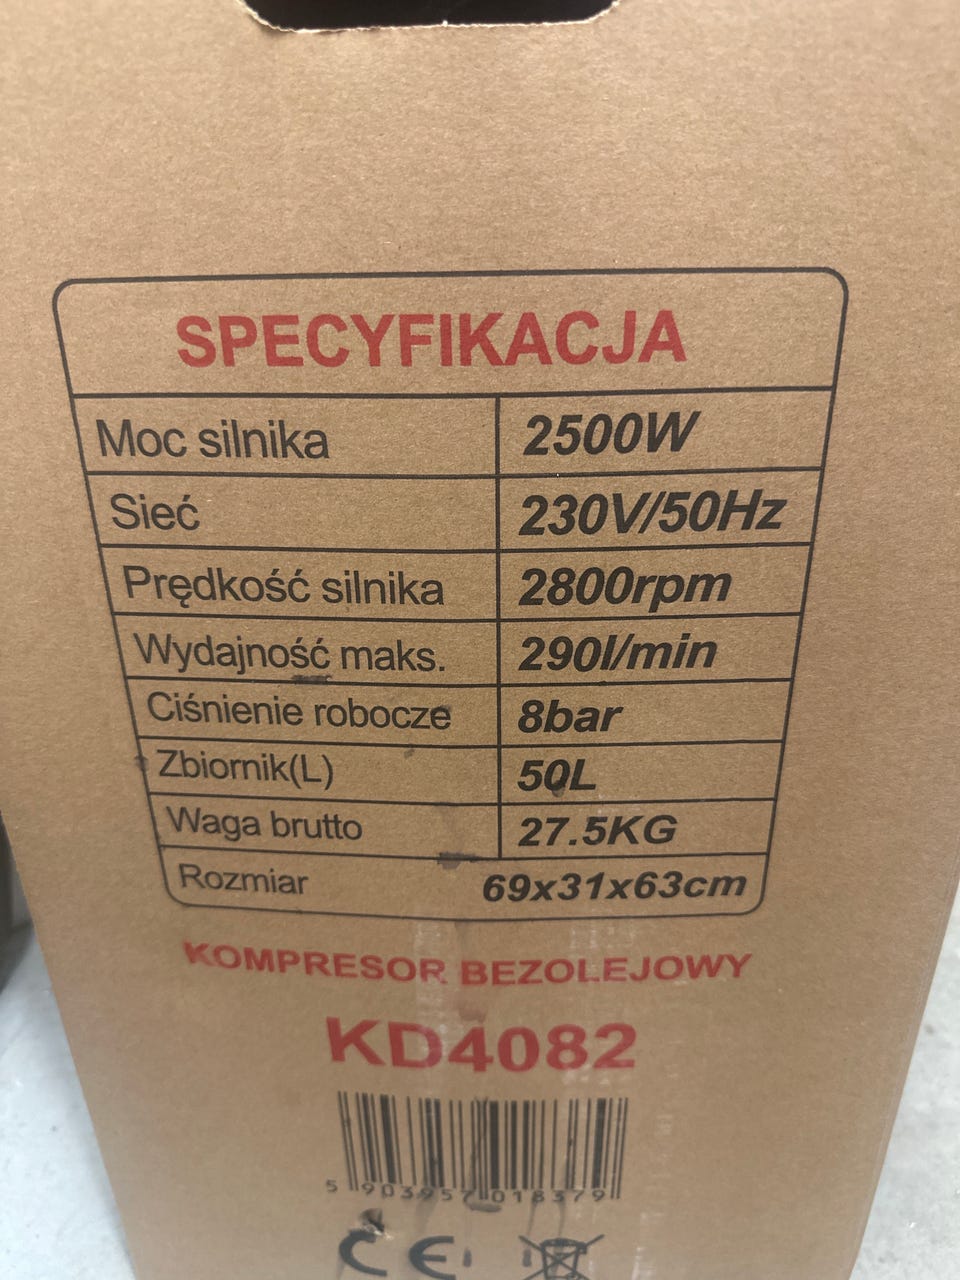 SPECYFIKACJA
Moc silnika 2500W
Sieć 230V/50Hz
Prędkość silnika 2800rpm
Wydajność maks. 290l/min
Ciśnienie robocze 8bar
Zbiornik(L) 50L
Waga brutto 27.5KG
Rozmiar 69x31x63cm
KOMPRESOR BEZOLEJOWY
KD4082
5 903957 018379
CE